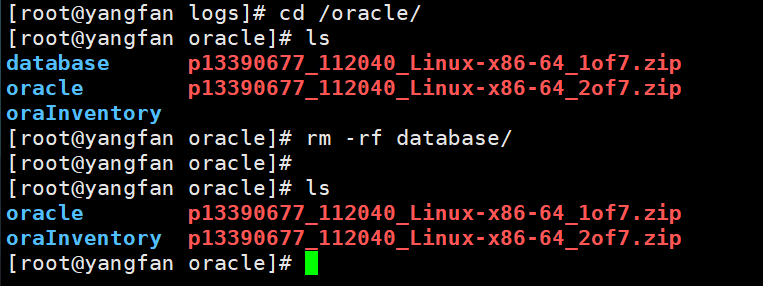 [root@yangfan logs]# cd /oracle/
[root@yangfan oracle]# ls
database p13390677_112040_Linux-x86-64_1of7.zip
oracle p13390677_112040_Linux-x86-64_2of7.zip
oraInventory
[root@yangfan oracle]# rm -rf database/
[root@yangfan oracle]#
[root@yangfan oracle]# ls
oracle p13390677_112040_Linux-x86-64_1of7.zip
oraInventory p13390677_112040_Linux-x86-64_2of7.zip
[root@yangfan oracle]#